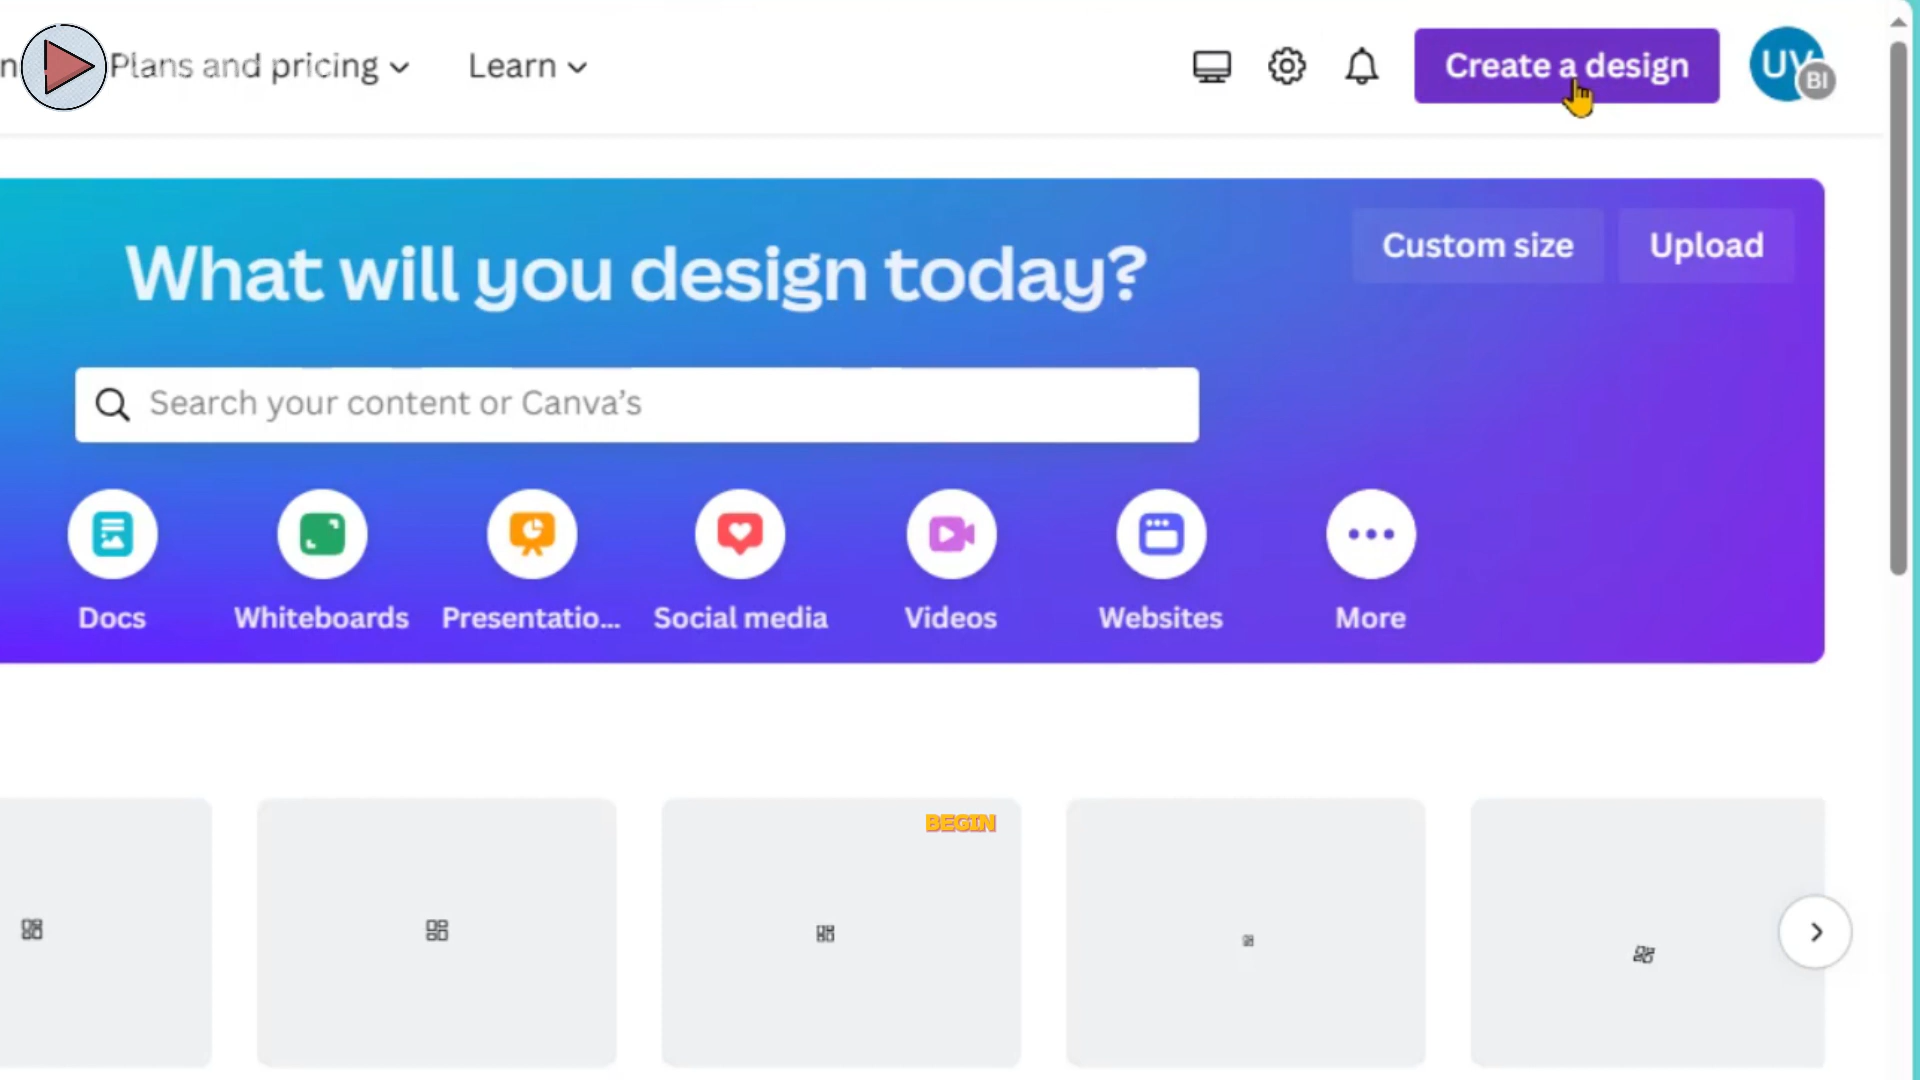 n
Plans and pricing
Learn
Create a design
UV
BI
What will you design today?
Custom size
Upload
Search your content or Canva’s
Docs
Whiteboards
Presentatio...
Social media
Videos
Websites
More
BEGIN